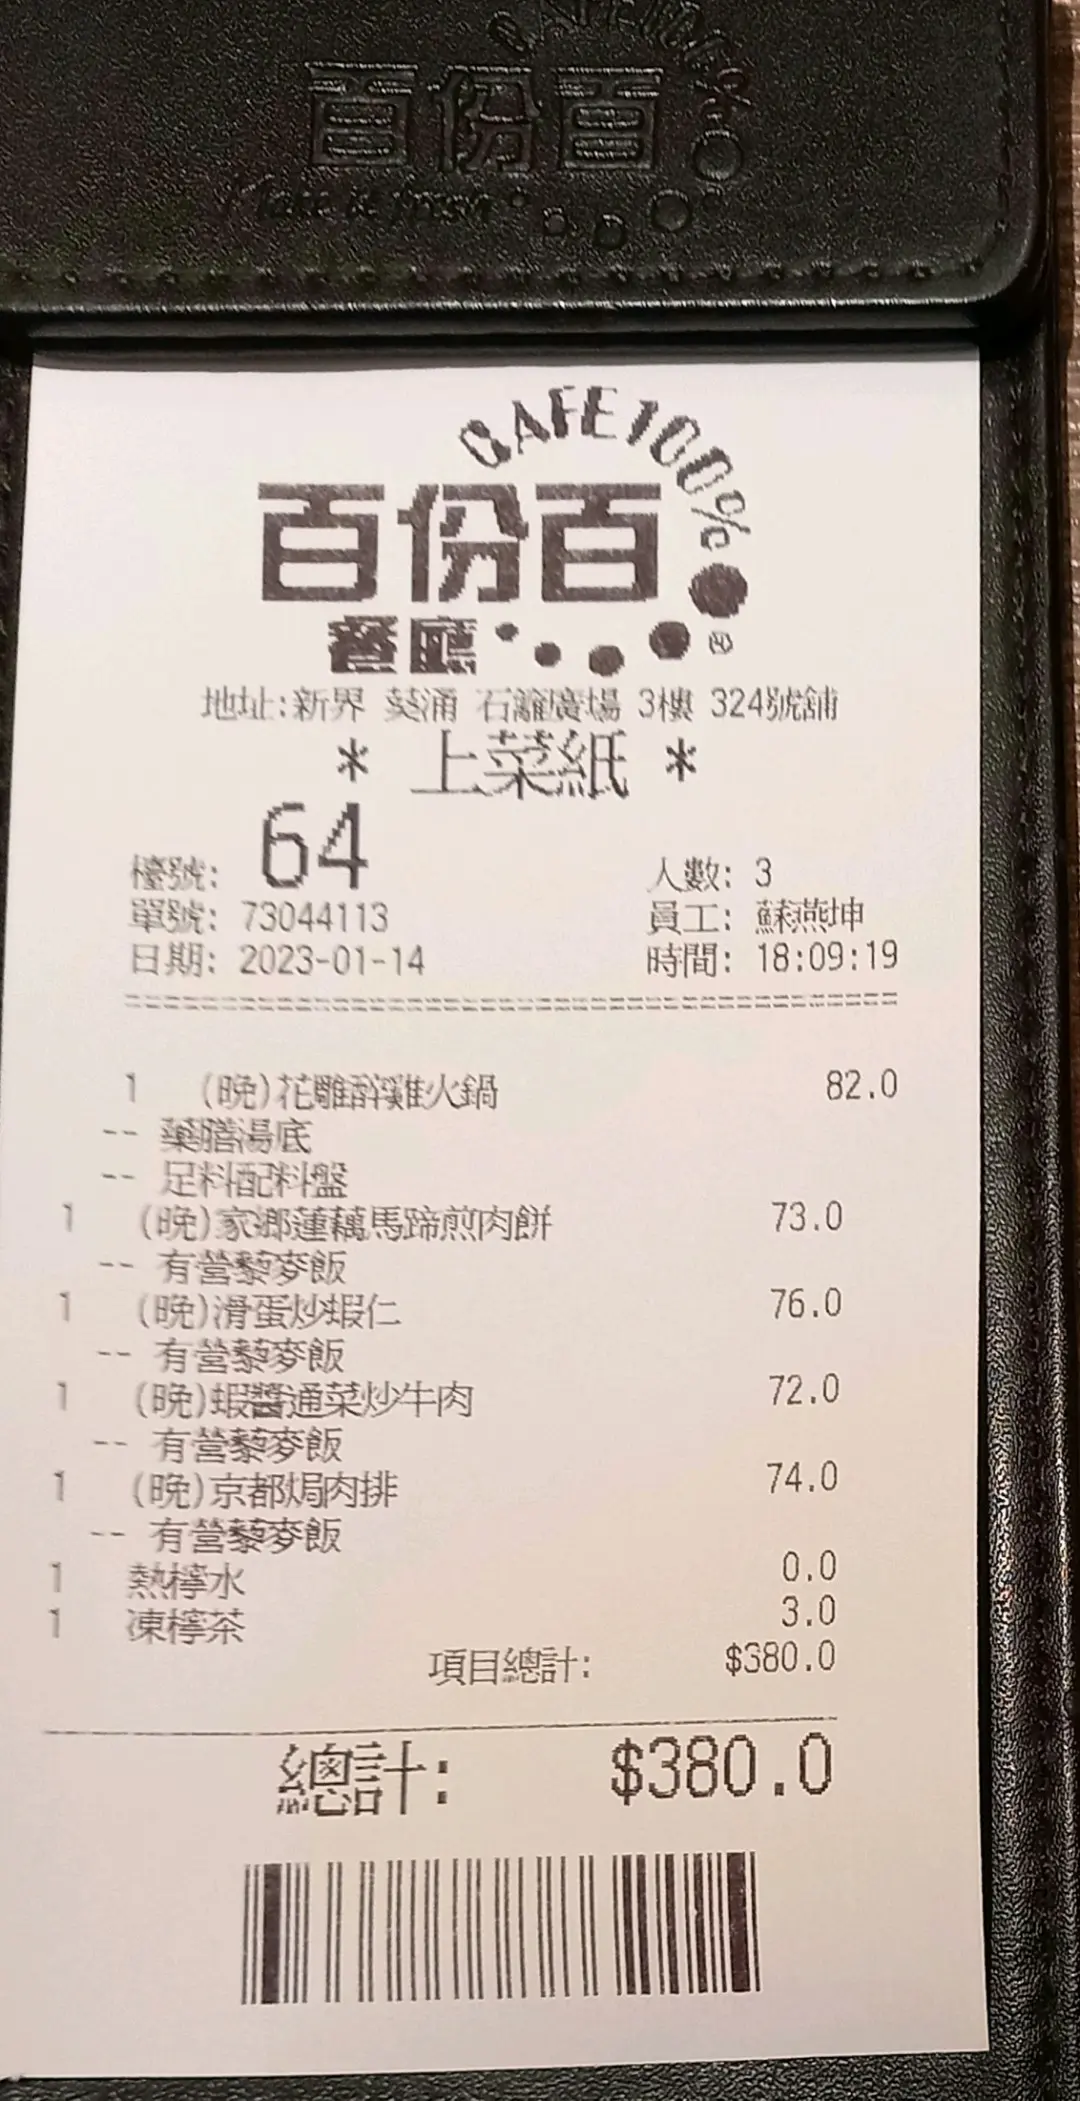 百份百
Make it fresh
CAFE100%
百份百
餐廳
®
地址:新界 葵涌 石籬廣場 3樓 324號舖
* 上菜紙 *
檯號: 64 人數: 3
單號: 73044113 員工: 蘇燕坤
日期: 2023-01-14 時間: 18:09:19
1 (晚)花雕醉雞火鍋 82.0
-- 藥膳湯底
-- 足料配料盤
1 (晚)家鄉蓮藕馬蹄煎肉餅 73.0
-- 有營藜麥飯
1 (晚)滑蛋炒蝦仁 76.0
-- 有營藜麥飯
1 (晚)蝦醬通菜炒牛肉 72.0
-- 有營藜麥飯
1 (晚)京都焗肉排 74.0
-- 有營藜麥飯
1 熱檸水 0.0
1 凍檸茶 3.0
項目總計: $380.0
總計: $380.0